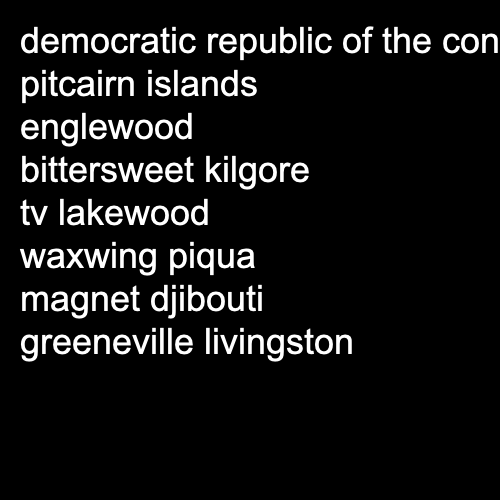 democratic republic of the con
pitcairn islands
englewood
bittersweet kilgore
tv lakewood
waxwing piqua
magnet djibouti
greeneville livingston